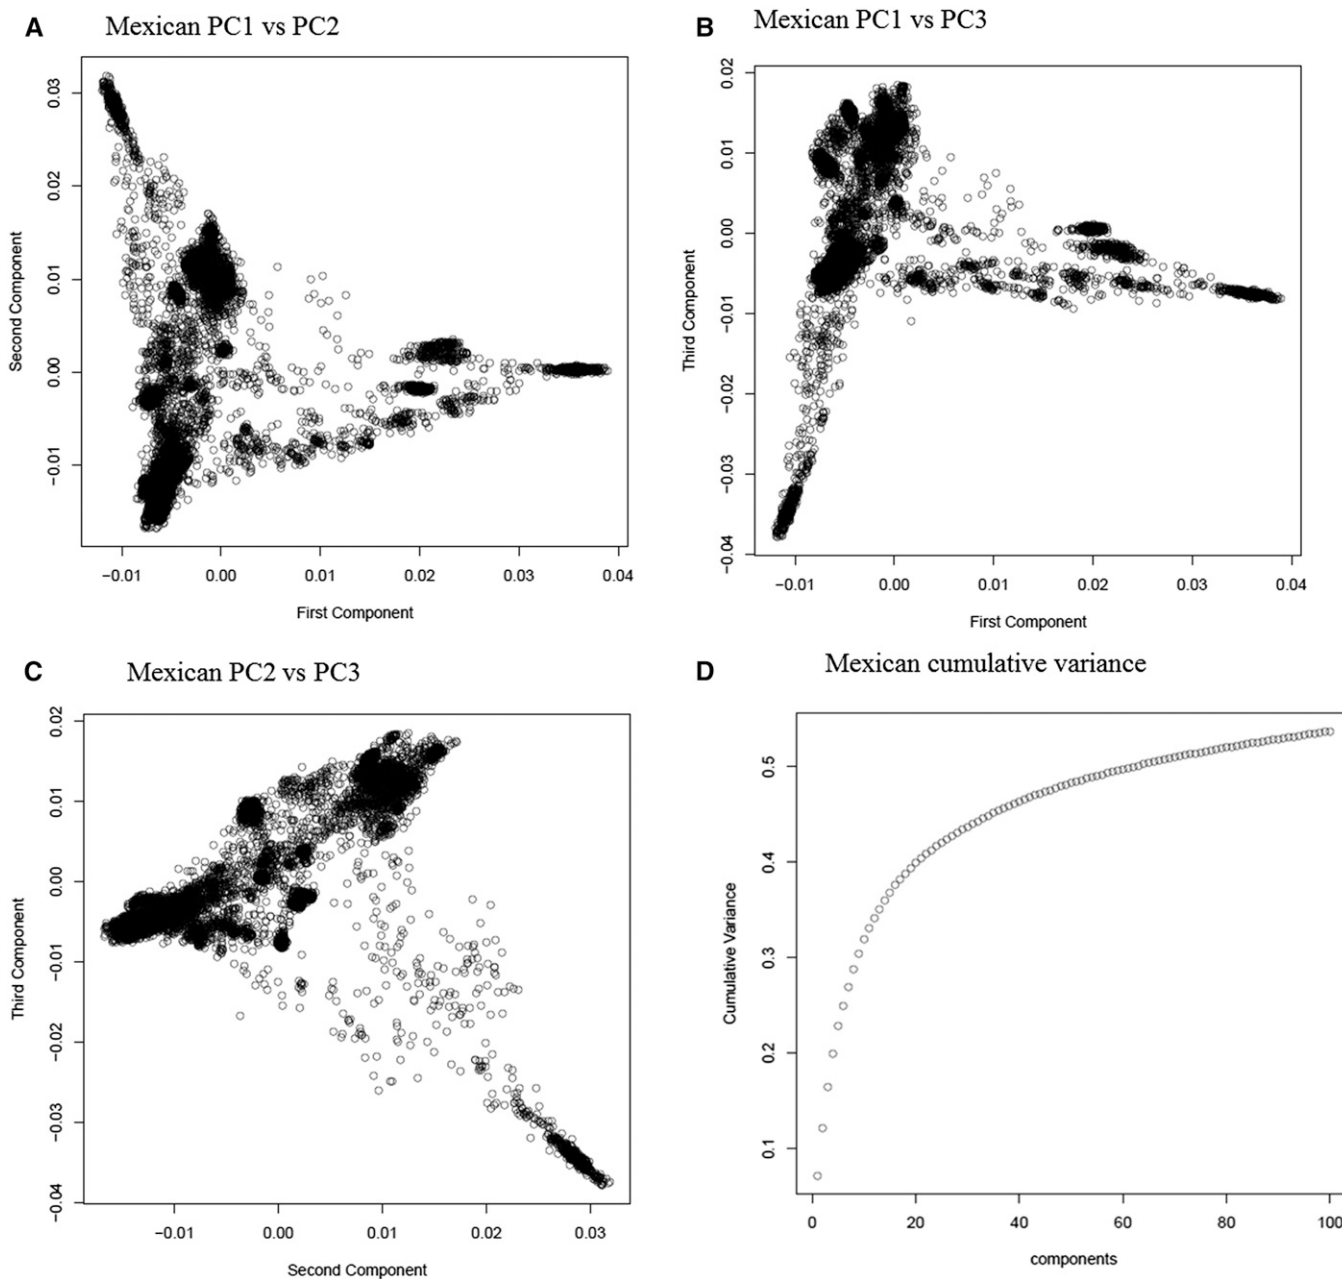 A Mexican PC1 vs PC2
Second Component
0.03
0.02
0.01
0.00
−0.01
−0.01 0.00 0.01 0.02 0.03 0.04
First Component
B Mexican PC1 vs PC3
Third Component
0.02
0.01
0.00
−0.01
−0.02
−0.03
−0.04
−0.01 0.00 0.01 0.02 0.03 0.04
First Component
C Mexican PC2 vs PC3
Third Component
0.02
0.01
0.00
−0.01
−0.02
−0.03
−0.04
−0.01 0.00 0.01 0.02 0.03
Second Component
D Mexican cumulative variance
Cumulative Variance
0.5
0.4
0.3
0.2
0.1
0 20 40 60 80 100
components